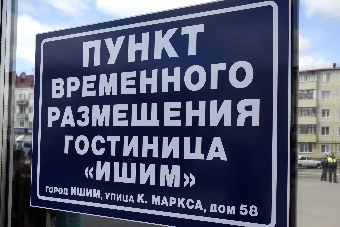 ПУНКТ
ВРЕМЕННОГО
РАЗМЕЩЕНИЯ
ГОСТИНИЦА
«ИШИМ»
ГОРОД ИШИМ, УЛИЦА К. МАРКСА, ДОМ 58